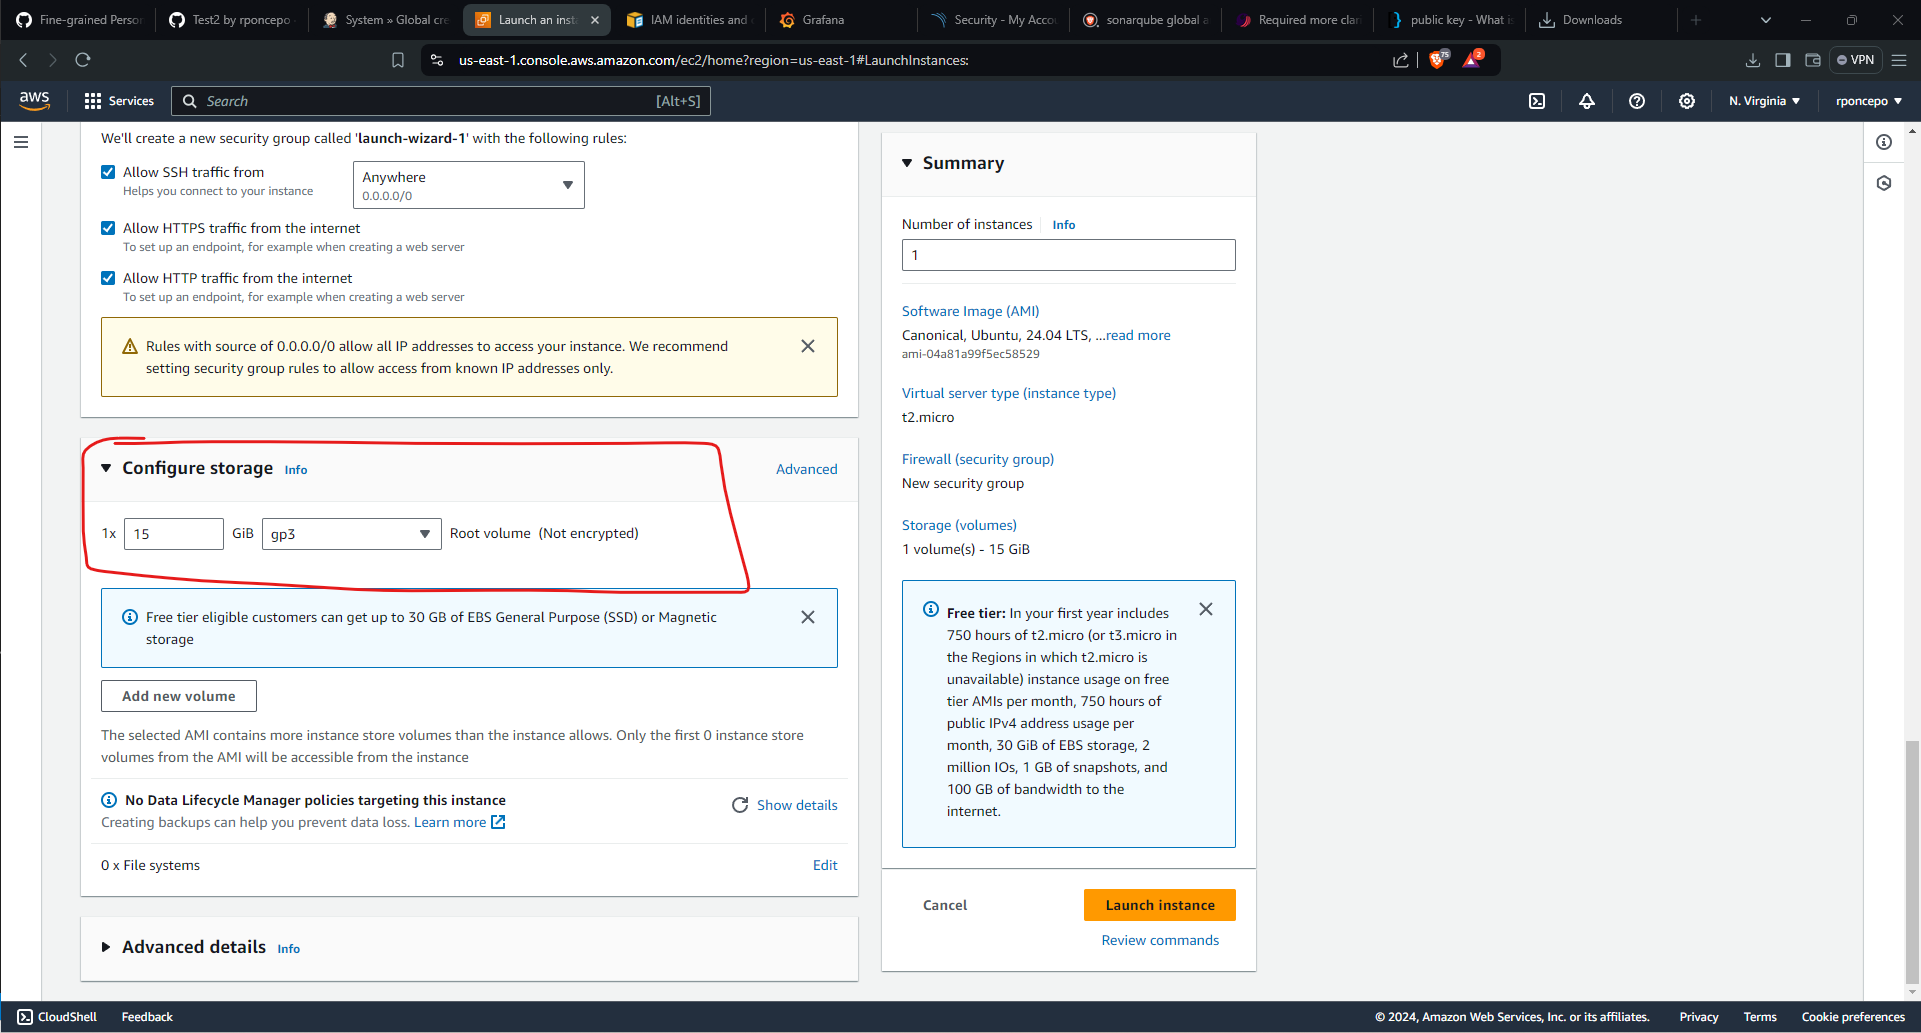 Fine-grained Person
Test2 by rponcepo
System » Global cre
Launch an inst
IAM identities and
Grafana
Security - My Accou
sonarqube global a
Required more clari
public key - What is
Downloads
us-east-1.console.aws.amazon.com/ec2/home?region=us-east-1#LaunchInstances:
75
2
VPN
aws
Services
Search
[Alt+S]
N. Virginia
rponcepo
We'll create a new security group called 'launch-wizard-1' with the following rules:
Allow SSH traffic from
Helps you connect to your instance
Anywhere
0.0.0.0/0
Allow HTTPS traffic from the internet
To set up an endpoint, for example when creating a web server
Allow HTTP traffic from the internet
To set up an endpoint, for example when creating a web server
Rules with source of 0.0.0.0/0 allow all IP addresses to access your instance. We recommend
setting security group rules to allow access from known IP addresses only.
Configure storage Info
Advanced
1x 15 GiB gp3 Root volume (Not encrypted)
Free tier eligible customers can get up to 30 GB of EBS General Purpose (SSD) or Magnetic
storage
Add new volume
The selected AMI contains more instance store volumes than the instance allows. Only the first 0 instance store
volumes from the AMI will be accessible from the instance
No Data Lifecycle Manager policies targeting this instance
Creating backups can help you prevent data loss. Learn more
Show details
0 x File systems
Edit
Advanced details Info
Summary
Number of instances Info
1
Software Image (AMI)
Canonical, Ubuntu, 24.04 LTS, ...read more
ami-04a81a99f5ec58529
Virtual server type (instance type)
t2.micro
Firewall (security group)
New security group
Storage (volumes)
1 volume(s) - 15 GiB
Free tier: In your first year includes
750 hours of t2.micro (or t3.micro in
the Regions in which t2.micro is
unavailable) instance usage on free
tier AMIs per month, 750 hours of
public IPv4 address usage per
month, 30 GiB of EBS storage, 2
million IOs, 1 GB of snapshots, and
100 GB of bandwidth to the
internet.
Cancel
Launch instance
Review commands
CloudShell
Feedback
© 2024, Amazon Web Services, Inc. or its affiliates.
Privacy
Terms
Cookie preferences